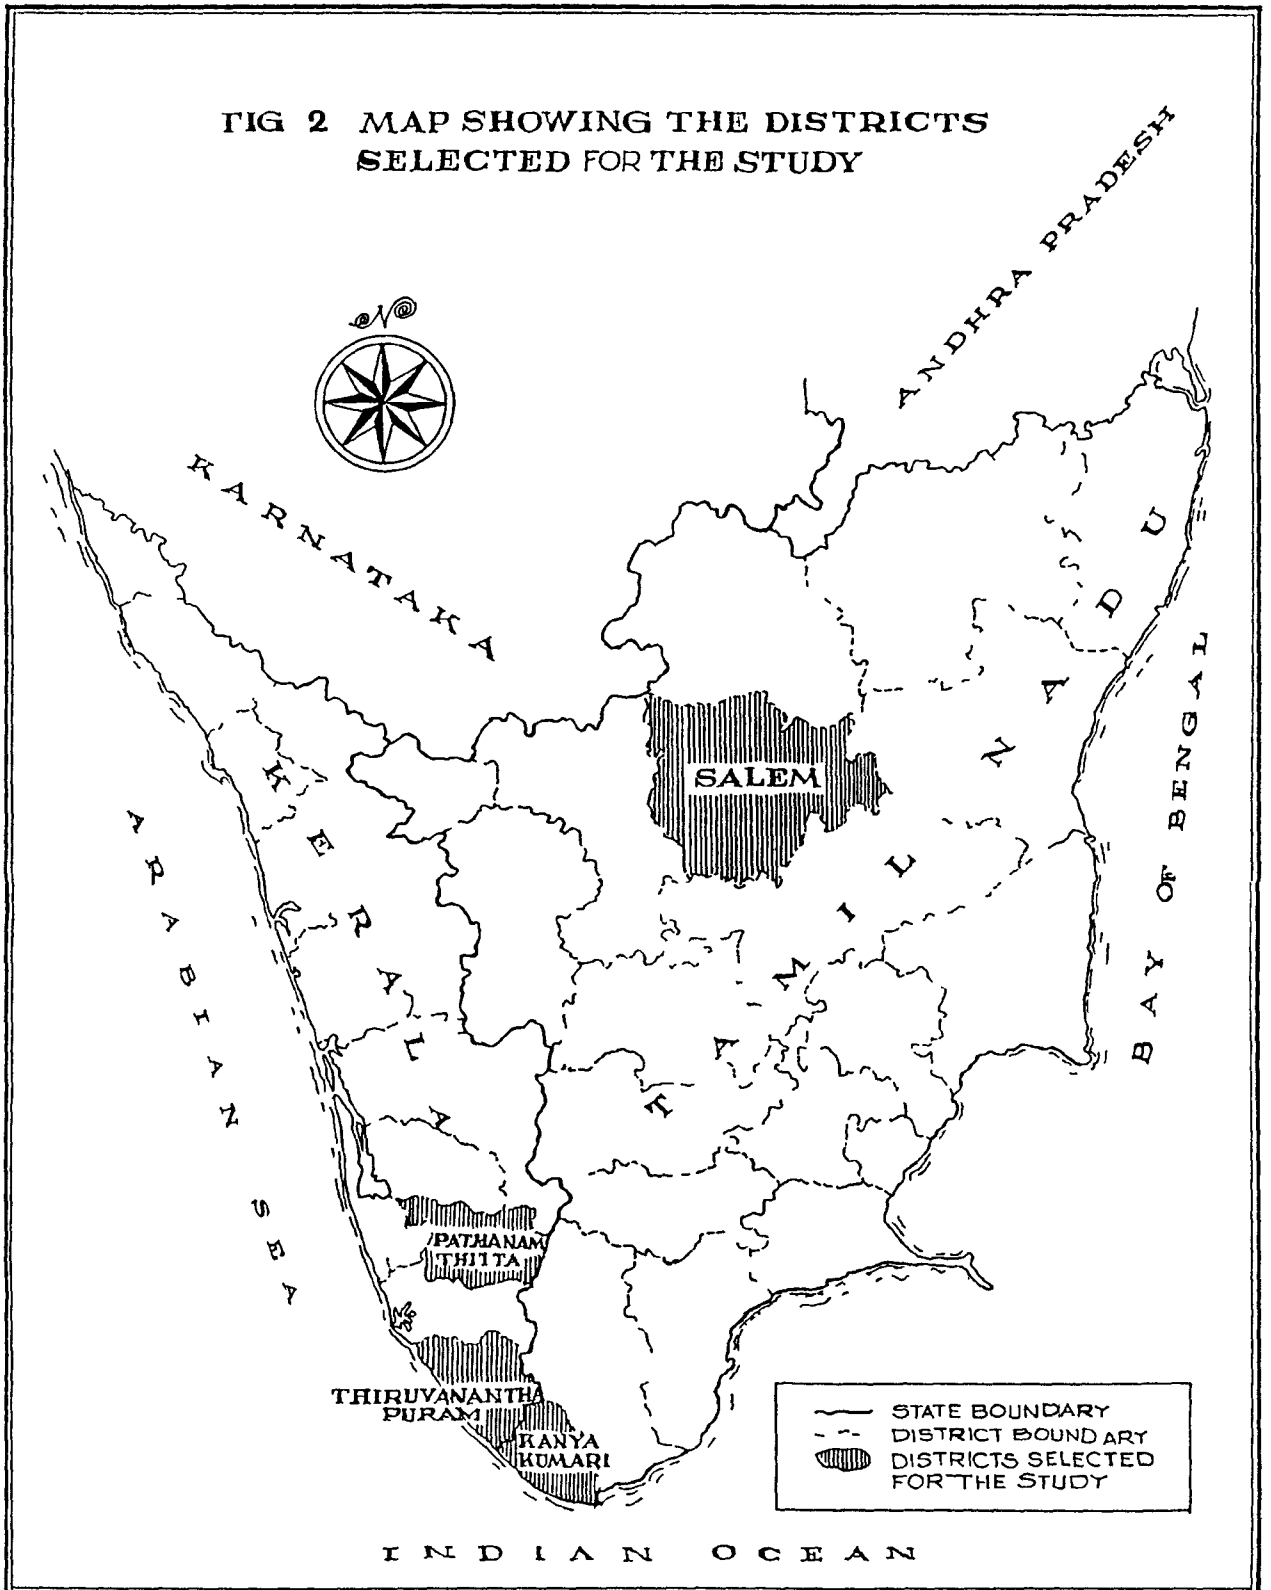 FIG 2 MAP SHOWING THE DISTRICTS
SELECTED FOR THE STUDY
ANDHRA PRADESH
N
KARNATAKA
TAMIL NADU
SALEM
KERALA
ARABIAN SEA
BAY OF BENGAL
PATHANAM
THITTA
THIRUVANANTHA
PURAM
KANYA
KUMARI
STATE BOUNDARY
DISTRICT BOUNDARY
DISTRICTS SELECTED
FOR THE STUDY
INDIAN OCEAN